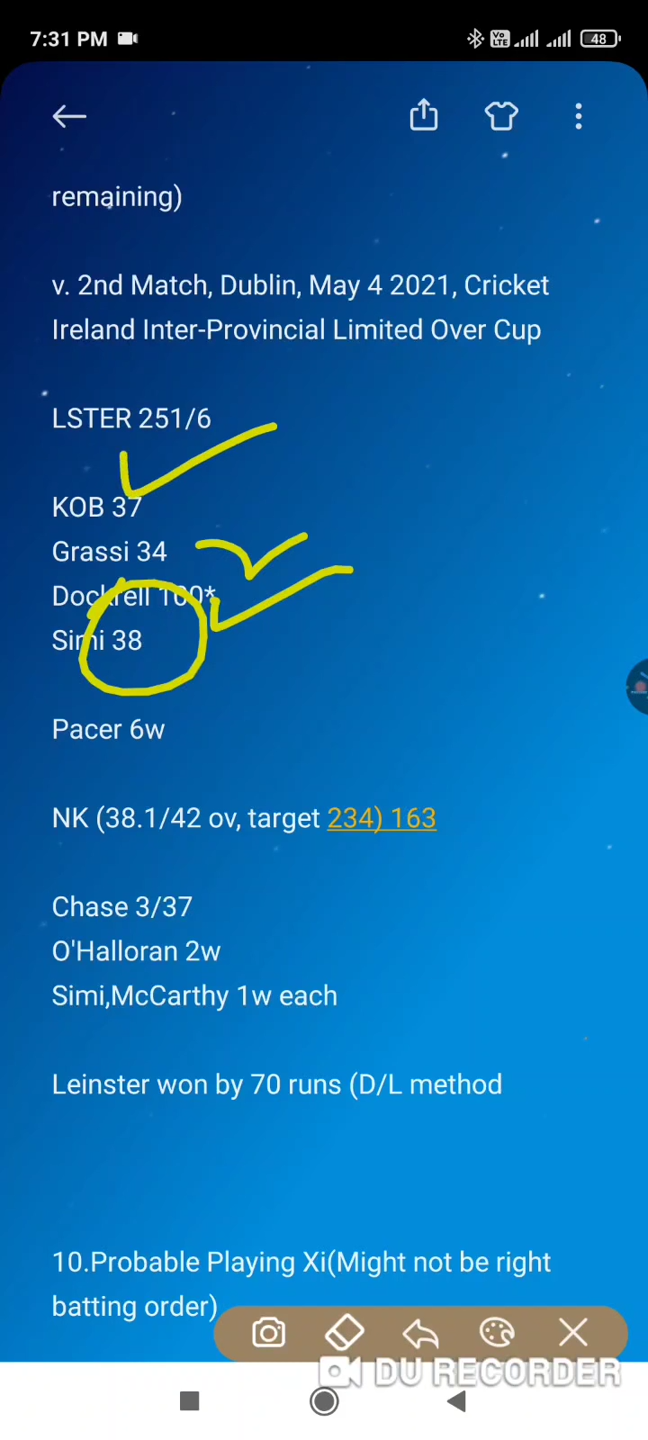 7:31 PM
Vo LTE
48
remaining)
v. 2nd Match, Dublin, May 4 2021, Cricket
Ireland Inter-Provincial Limited Over Cup
LSTER 251/6
KOB 37
Grassi 34
Dockrell 100*
Simi 38
Pacer 6w
NK (38.1/42 ov, target 234) 163
Chase 3/37
O'Halloran 2w
Simi,McCarthy 1w each
Leinster won by 70 runs (D/L method
10.Probable Playing Xi(Might not be right
batting order)
DU RECORDER